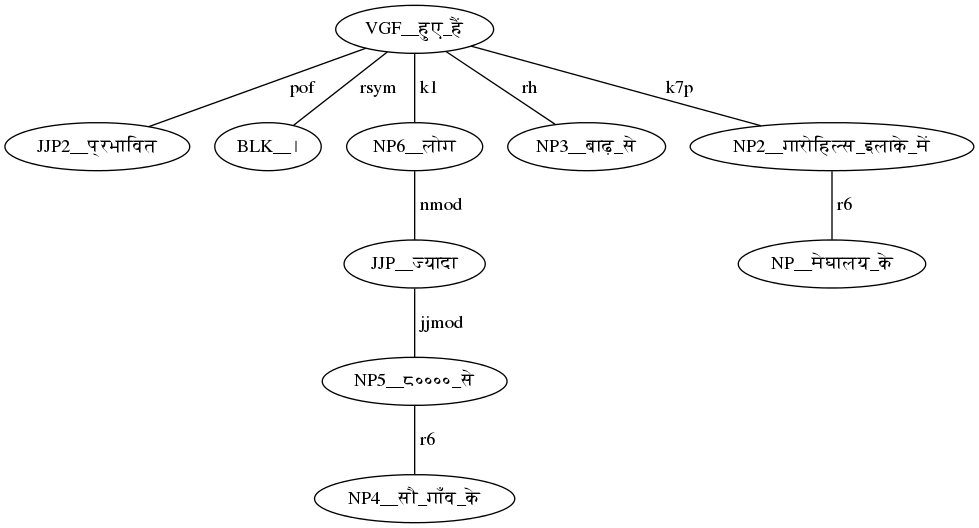 VGF__हुए_हैं
pof
rsym
k1
rh
k7p
JJP2__प्रभावित
BLK__।
NP6__लोग
NP3__बाढ़_से
NP2__गारोहिल्स_इलाके_में
nmod
r6
JJP__ज्यादा
NP__मेघालय_के
jjmod
NP5__८००००_से
r6
NP4__सौ_गाँव_के